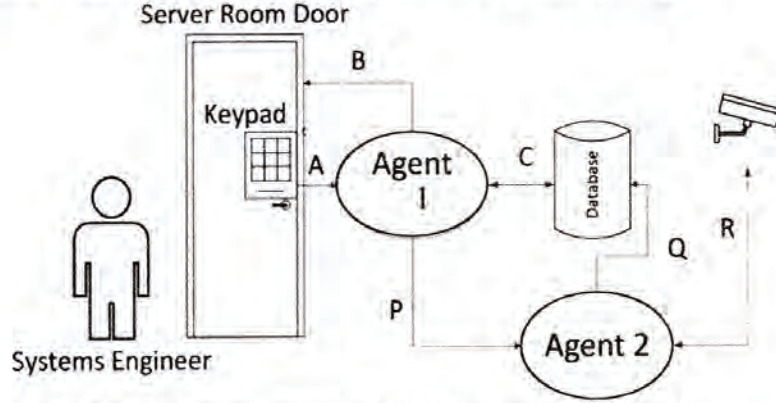 Server Room Door
B
Keypad
A
Agent
1
C
Database
R
Q
P
Agent 2
Systems Engineer